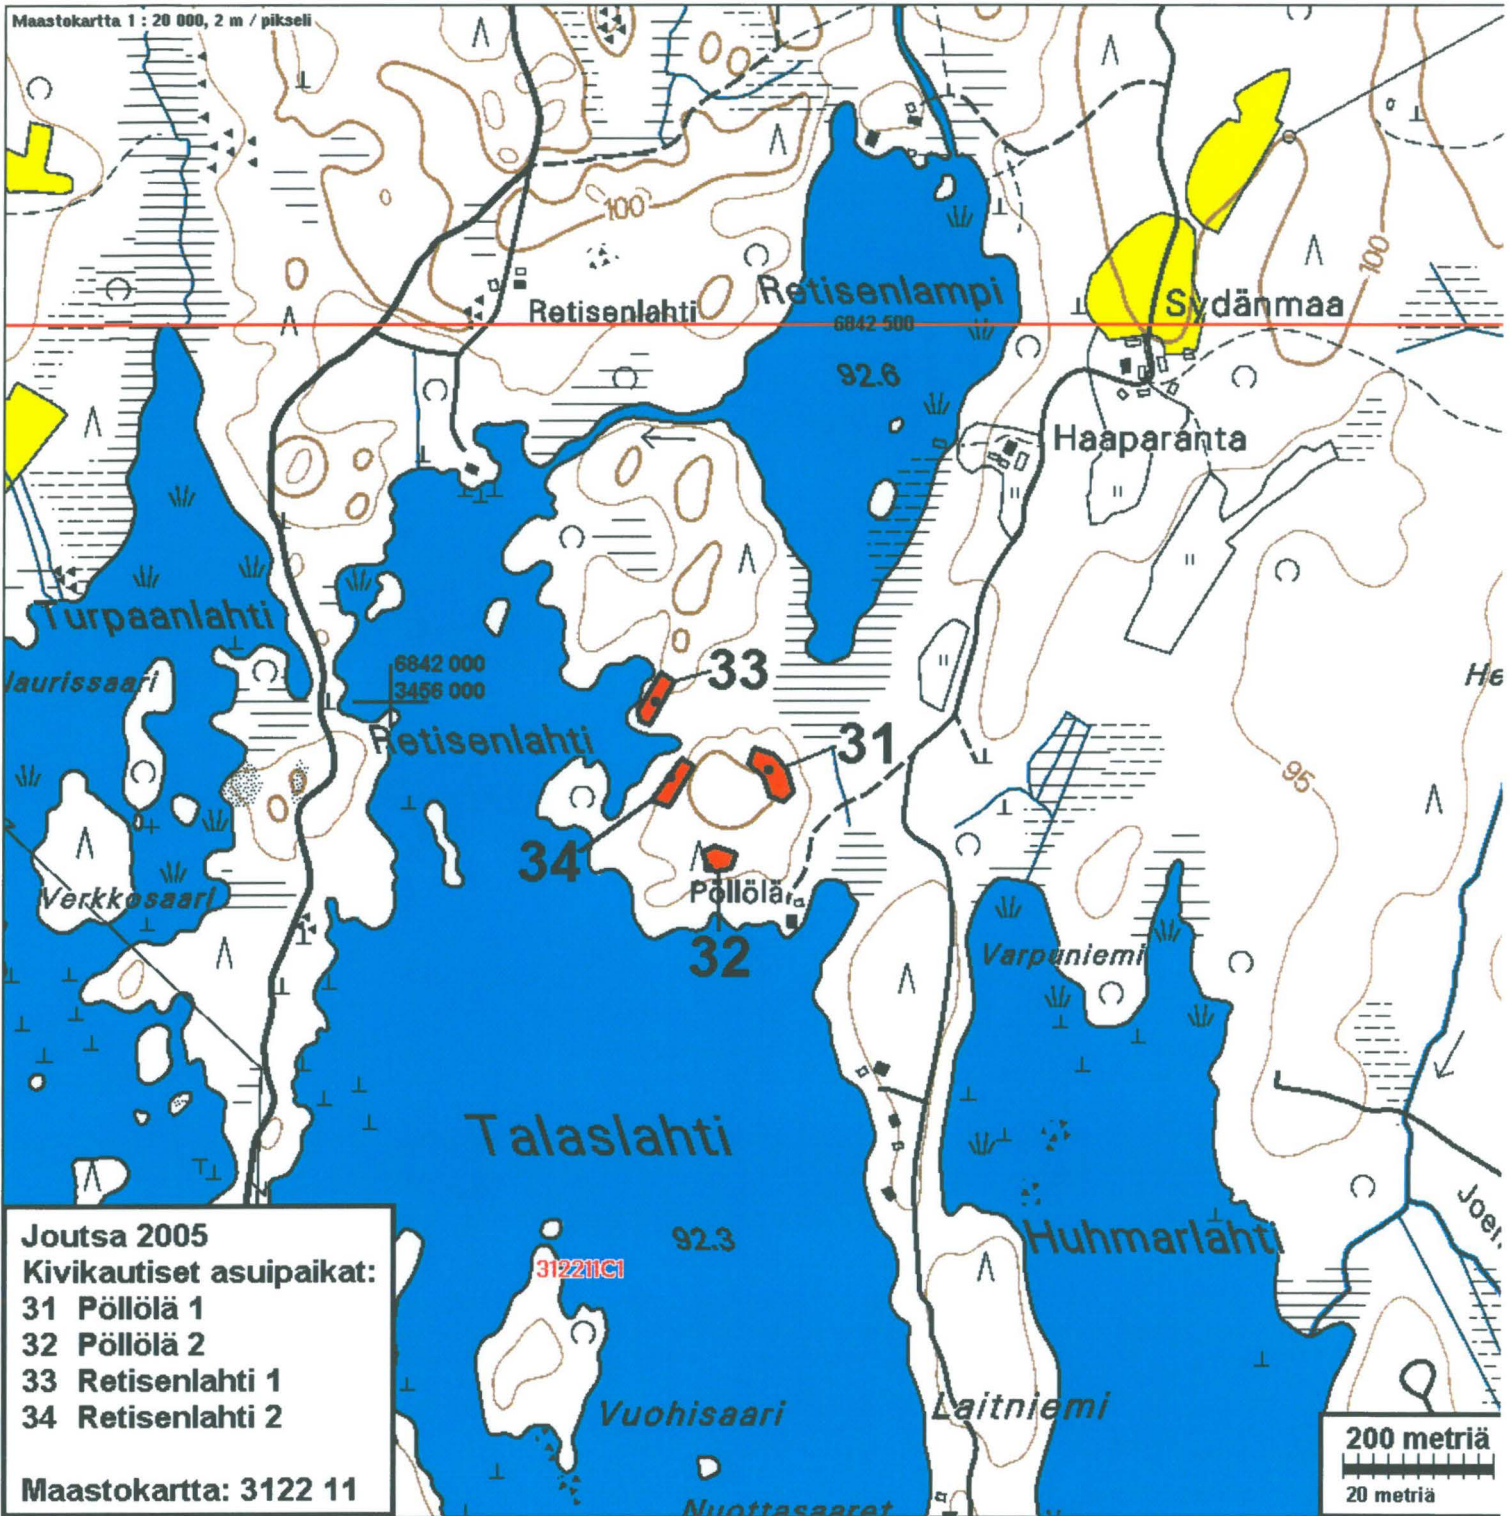 Maastokartta 1 : 20 000, 2 m / pikseli
100
Retisenlampi
Retisenlahti
6842 500
Sydänmaa
100
92.6
Haaparanta
Turpaanlahti
laurissaari
6842 000
3456 000
33
He
Retisenlahti
31
95
34
Pöllölä
Verkkosaari
32
Varpuniemi
Talaslahti
Joen
92.3
Huhmarlahti
312211C1
Joutsa 2005
Kivikautiset asuipaikat:
31 Pöllölä 1
32 Pöllölä 2
33 Retisenlahti 1
34 Retisenlahti 2
Maastokartta: 3122 11
Vuohisaari
Laitniemi
Nuottasaaret
200 metriä
20 metriä